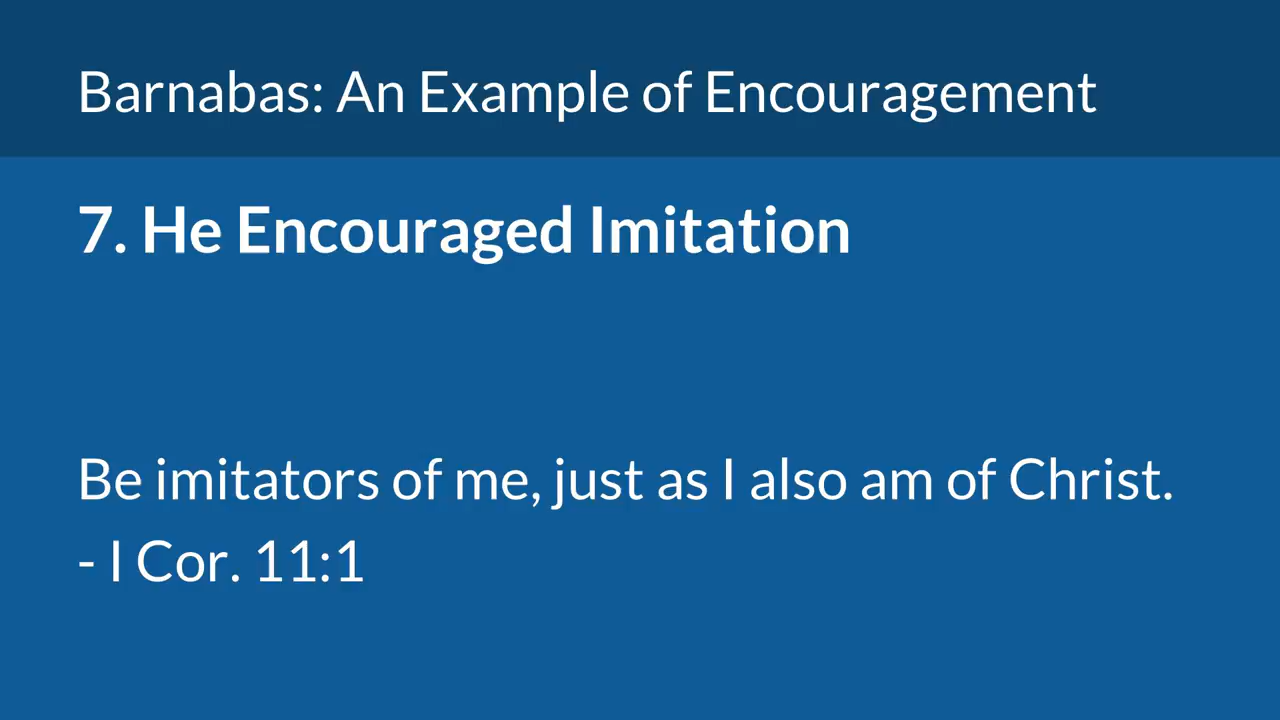 Barnabas: An Example of Encouragement
7. He Encouraged Imitation
Be imitators of me, just as I also am of Christ.
- I Cor. 11:1